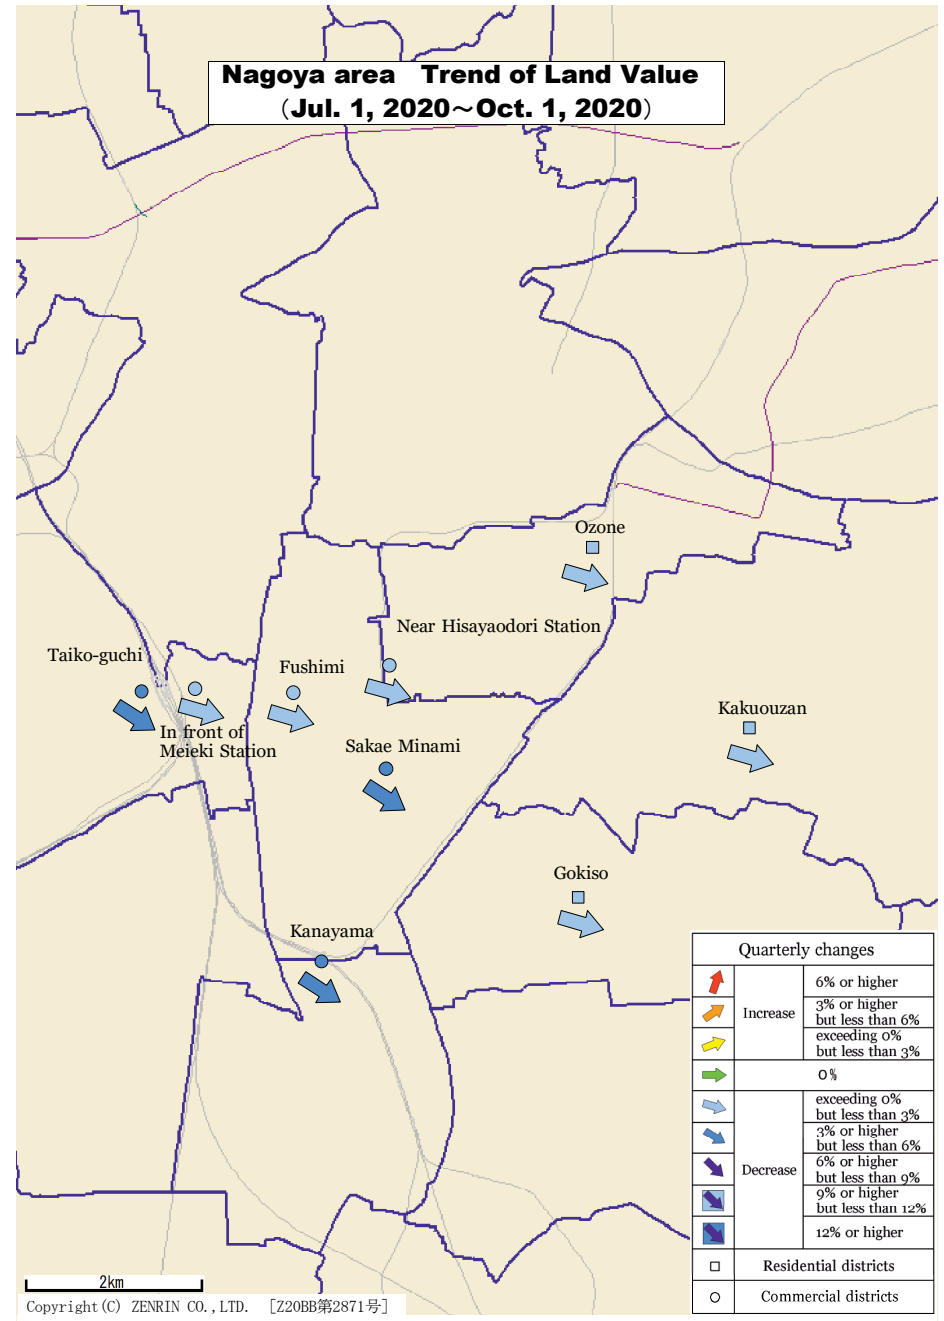 Nagoya area Trend of Land Value
（Jul. 1, 2020～Oct. 1, 2020）
Ozone
Near Hisayaodori Station
Taiko-guchi
Fushimi
In front of
Meieki Station
Kakuouzan
Sakae Minami
Gokiso
Kanayama
Quarterly changes
Increase
6% or higher
3% or higher
but less than 6%
exceeding 0%
but less than 3%
0%
Decrease
exceeding 0%
but less than 3%
3% or higher
but less than 6%
6% or higher
but less than 9%
9% or higher
but less than 12%
12% or higher
Residential districts
Commercial districts
2km
Copyright(C) ZENRIN CO.,LTD. [Z20BB第2871号]